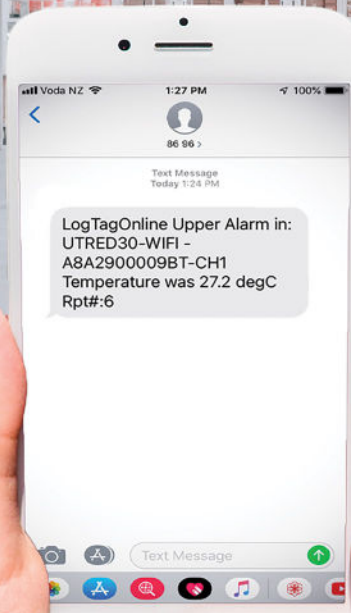 Voda NZ 1:27 PM 100%
86 96 >
Text Message
Today 1:24 PM
LogTagOnline Upper Alarm in:
UTRED30-WIFI -
A8A2900009BT-CH1
Temperature was 27.2 degC
Rpt#:6
Text Message